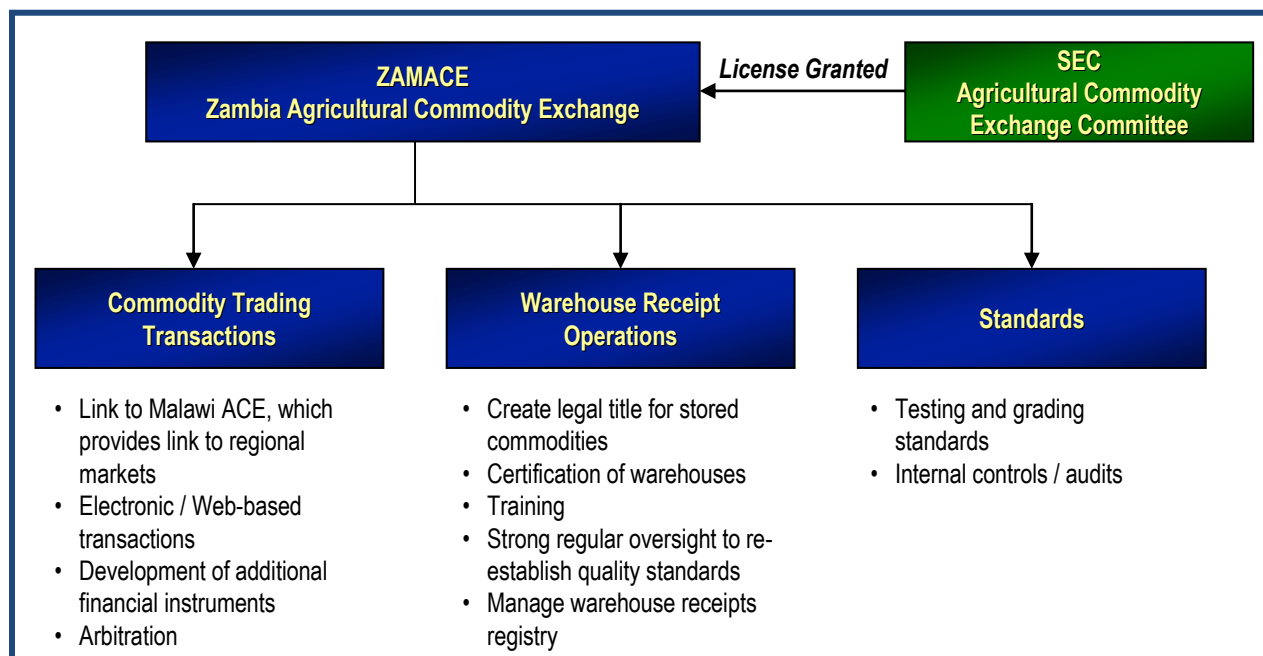 ZAMACE
Zambia Agricultural Commodity Exchange
License Granted
SEC
Agricultural Commodity
Exchange Committee
Commodity Trading
Transactions
• Link to Malawi ACE, which
provides link to regional
markets
• Electronic / Web-based
transactions
• Development of additional
financial instruments
• Arbitration
Warehouse Receipt
Operations
• Create legal title for stored
commodities
• Certification of warehouses
• Training
• Strong regular oversight to re-
establish quality standards
• Manage warehouse receipts
registry
Standards
• Testing and grading
standards
• Internal controls / audits